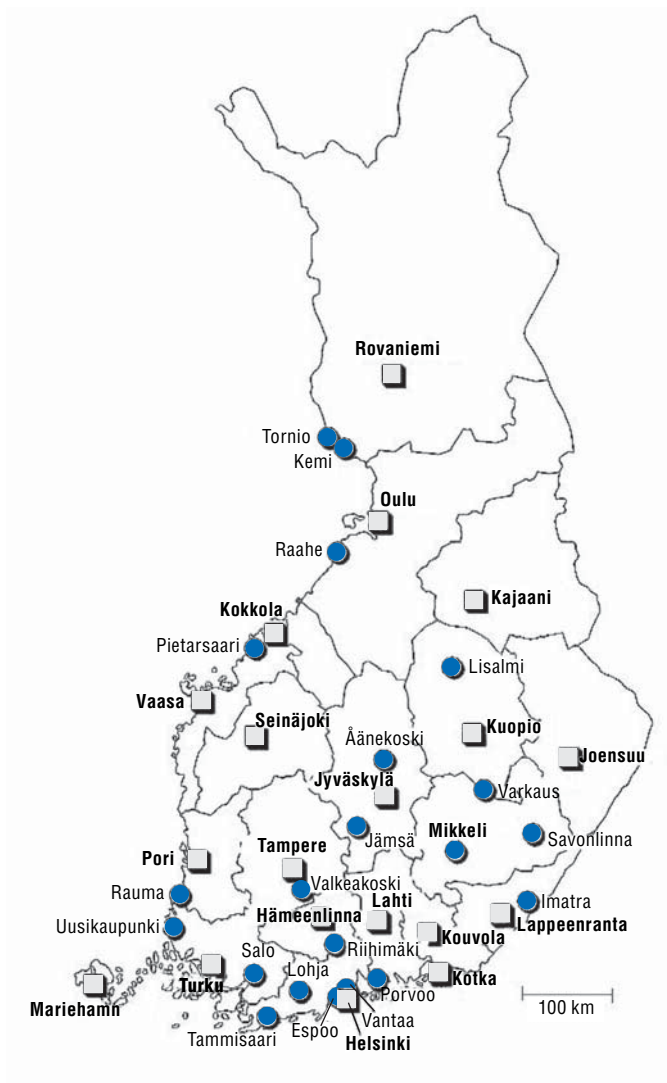 Rovaniemi
Tornio
Kemi
Oulu
Raahe
Kajaani
Kokkola
Pietarsaari
Lisalmi
Vaasa
Seinäjoki
Kuopio
Åänekoski
Joensuu
Jyväskylä
Varkaus
Mikkeli
Jämsä
Savonlinna
Pori
Tampere
Valkeakoski
Rauma
Lahti
Imatra
Hämeenlinna
Lappeenranta
Uusikaupunki
Kouvola
Riihimäki
Salo
Lohja
Turku
Kotka
Porvoo
Mariehamn
Vantaa
100 km
Espoo
Tammisaari
Helsinki